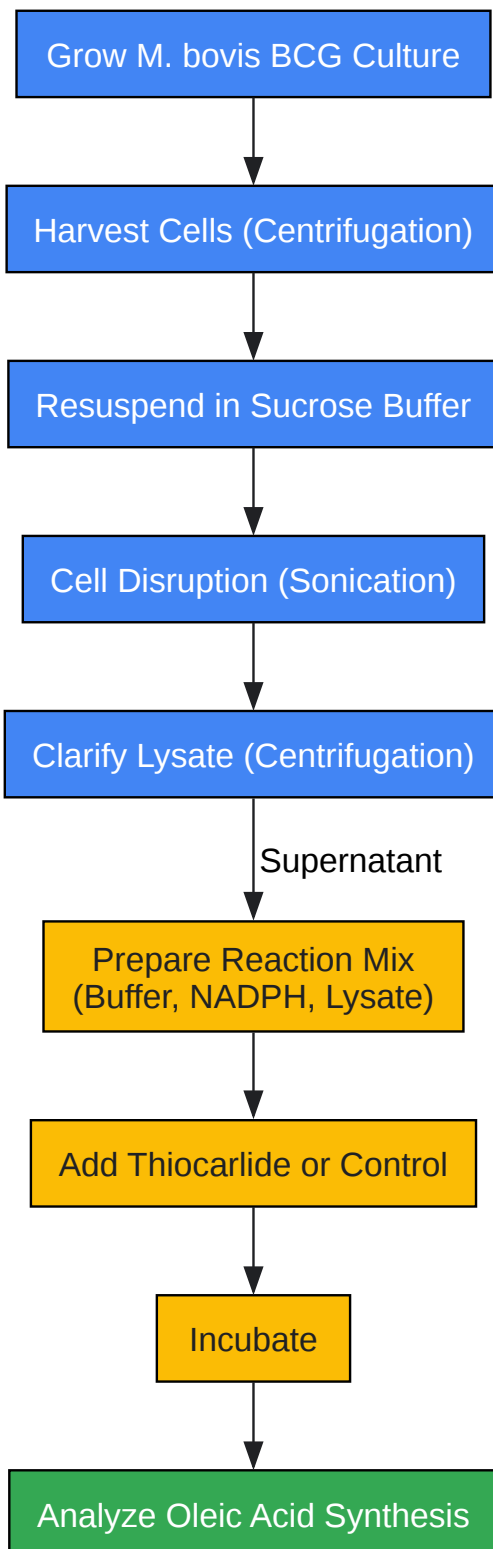 Grow M. bovis BCG Culture
Harvest Cells (Centrifugation)
Resuspend in Sucrose Buffer
Cell Disruption (Sonication)
Clarify Lysate (Centrifugation)
Supernatant
Prepare Reaction Mix
(Buffer, NADPH, Lysate)
Add Thiocarlide or Control
Incubate
Analyze Oleic Acid Synthesis